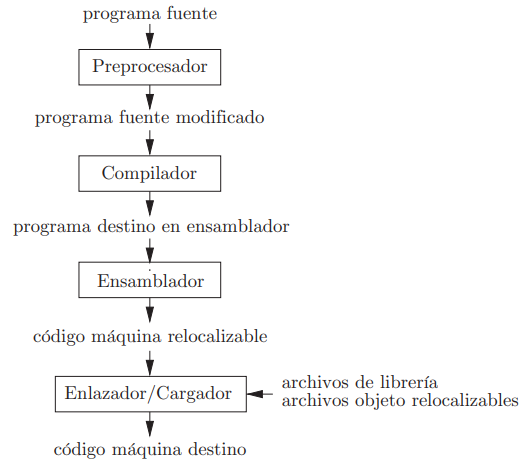 programa fuente
Preprocesador
programa fuente modificado
Compilador
programa destino en ensamblador
Ensamblador
código máquina relocalizable
Enlazador/Cargador
archivos de librería
archivos objeto relocalizables
código máquina destino